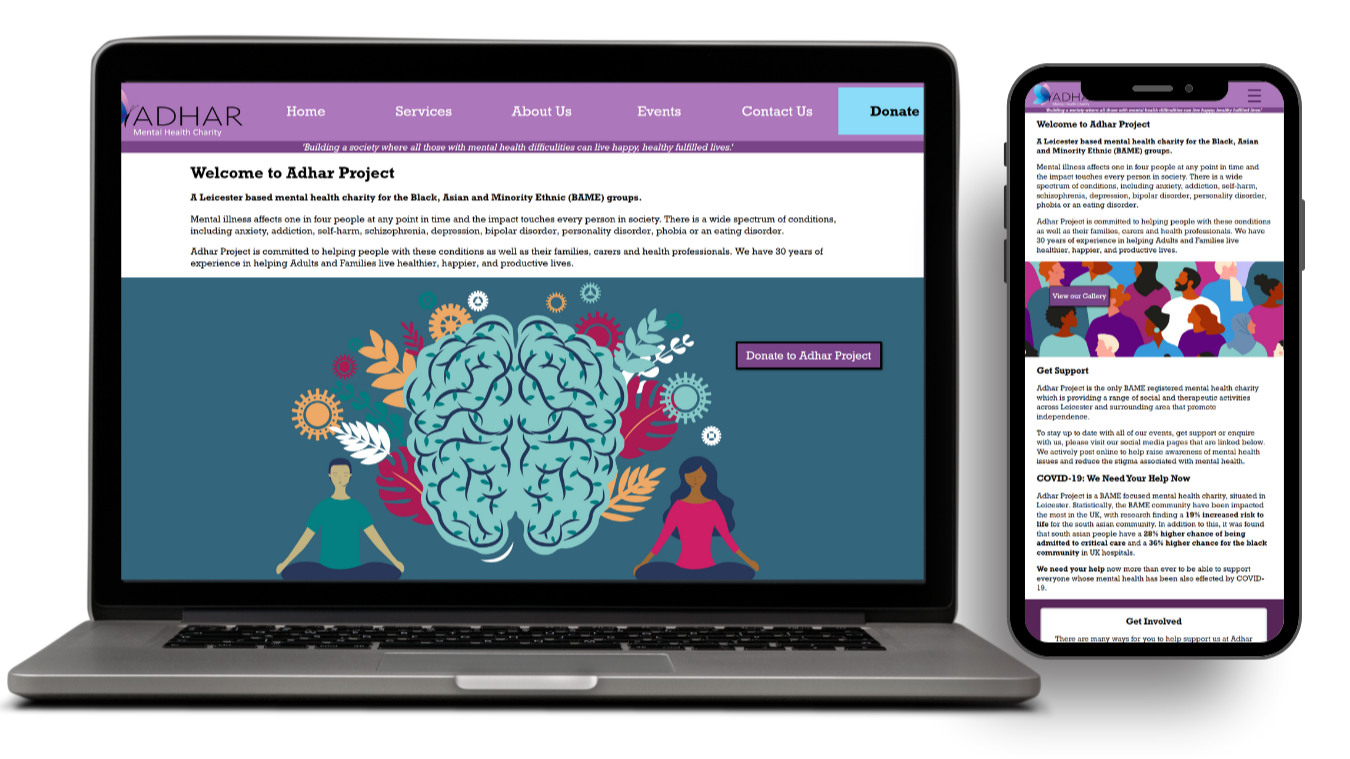 ADHAR
Mental Health Charity
Home
Services
About Us
Events
Contact Us
Donate
'Building a society where all those with mental health difficulities can live happy, healthy fulfilled lives.'
Welcome to Adhar Project
A Leicester based mental health charity for the Black, Asian and Minority Ethnic (BAME) groups.
Mental illness affects one in four people at any point in time and the impact touches every person in society. There is a wide spectrum of conditions,
including anxiety, addiction, self-harm, schizophrenia, depression, bipolar disorder, personality disorder, phobia or an eating disorder.
Adhar Project is committed to helping people with these conditions as well as their families, carers and health professionals. We have 30 years of
experience in helping Adults and Families live healthier, happier, and productive lives.
Donate to Adhar Project
ADHA
Mental Health Charity
'Building a society where all those with mental health difficulities can live happy, healthy fulfilled lives.'
Welcome to Adhar Project
A Leicester based mental health charity for the Black, Asian
and Minority Ethnic (BAME) groups.
Mental illness affects one in four people at any point in time and
the impact touches every person in society. There is a wide
spectrum of conditions, including anxiety, addiction, self-harm,
schizophrenia, depression, bipolar disorder, personality disorder,
phobia or an eating disorder.
Adhar Project is committed to helping people with these conditions
as well as their families, carers and health professionals. We have
30 years of experience in helping Adults and Families live
healthier, happier, and productive lives.
View our Gallery
Get Support
Adhar Project is the only BAME registered mental health charity
which is providing a range of social and therapeutic activities
across Leicester and surrounding area that promote
independence.
To stay up to date with all of our events, get support or enquire
with us, please visit our social media pages that are linked below.
We actively post online to help raise awareness of mental health
issues and reduce the stigma associated with mental health.
COVID-19: We Need Your Help Now
Adhar Project is a BAME focused mental health charity, situated in
Leicester. Statistically, the BAME community have been impacted
the most in the UK, with research finding a 19% increased risk to
life for the south asian community. In addition to this, it was found
that south asian people have a 28% higher chance of being
admitted to critical care and a 36% higher chance for the black
community in UK hospitals.
We need your help now more than ever to be able to support
everyone whose mental health has been also effected by COVID-
19.
Get Involved
There are many ways for you to help support us at Adhar